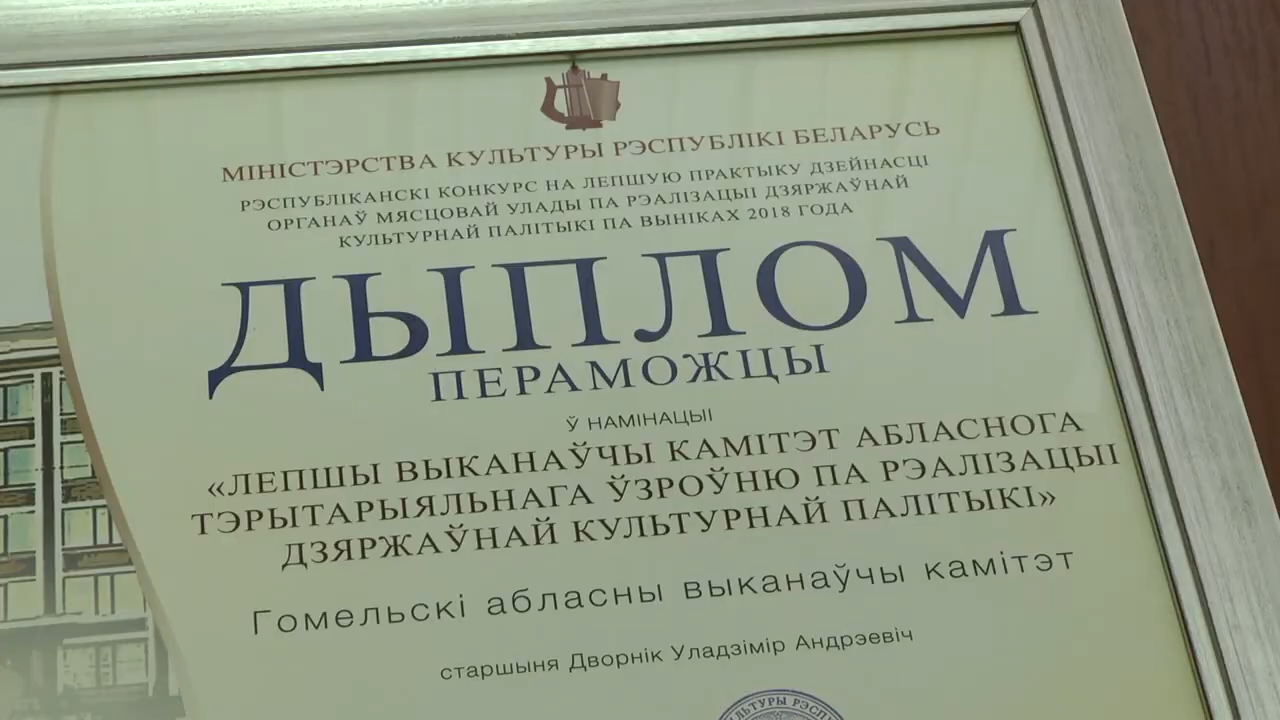 МІНІСТЭРСТВА КУЛЬТУРЫ РЭСПУБЛІКІ БЕЛАРУСЬ
РЭСПУБЛІКАНСКІ КОНКУРС НА ЛЕПШУЮ ПРАКТЫКУ ДЗЕЙНАСЦІ
ОРГАНАЎ МЯСЦОВАЙ УЛАДЫ ПА РЭАЛІЗАЦЫІ ДЗЯРЖАЎНАЙ
КУЛЬТУРНАЙ ПАЛІТЫКІ ПА ВЫНІКАХ 2018 ГОДА
ДЫПЛОМ
ПЕРАМОЖЦЫ
Ў НАМІНАЦЫІ
«ЛЕПШЫ ВЫКАНАЎЧЫ КАМІТЭТ АБЛАСНОГА
ТЭРЫТАРЫЯЛЬНАГА ЎЗРОЎНЮ ПА РЭАЛІЗАЦЫІ
ДЗЯРЖАЎНАЙ КУЛЬТУРНАЙ ПАЛІТЫКІ»
Гомельскі абласны выканаўчы камітэт
старшыня Дворнік Уладзімір Андрэевіч